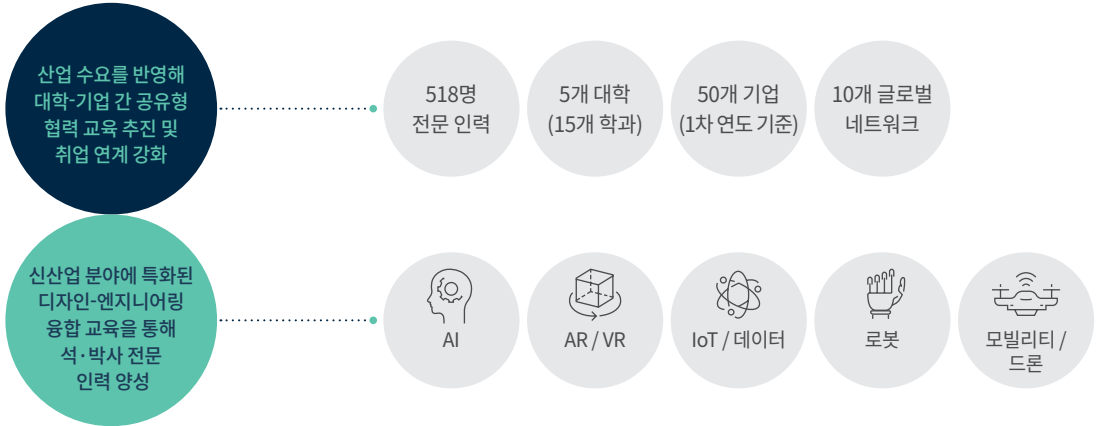 산업 수요를 반영해
대학-기업 간 공유형
협력 교육 추진 및
취업 연계 강화
518명
전문 인력
5개 대학
(15개 학과)
50개 기업
(1차 연도 기준)
10개 글로벌
네트워크
신산업 분야에 특화된
디자인-엔지니어링
융합 교육을 통해
석·박사 전문
인력 양성
AI
AR / VR
IoT / 데이터
로봇
모빌리티 /
드론